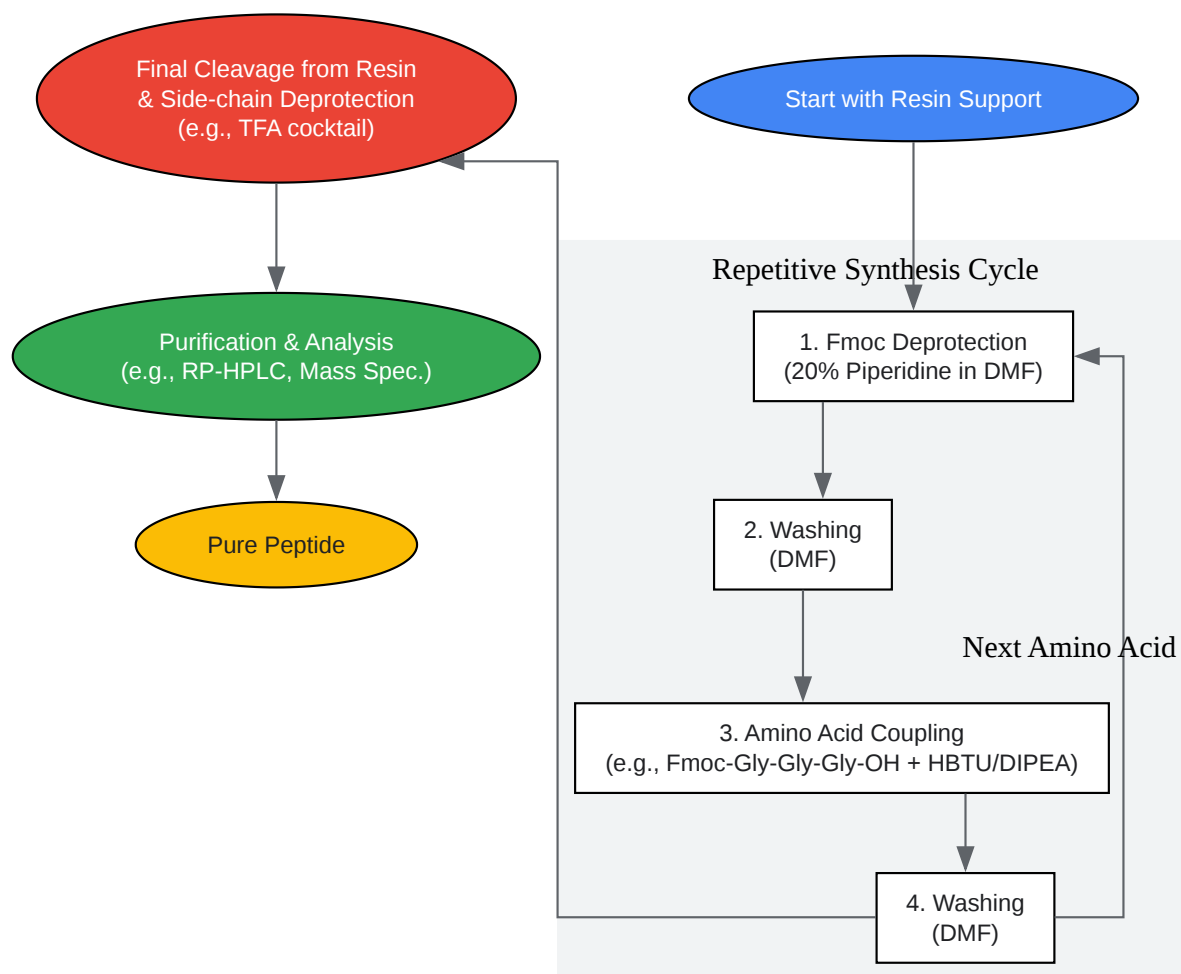 Final Cleavage from Resin
& Side-chain Deprotection
(e.g., TFA cocktail)
Start with Resin Support
Repetitive Synthesis Cycle
1. Fmoc Deprotection
(20% Piperidine in DMF)
Purification & Analysis
(e.g., RP-HPLC, Mass Spec.)
2. Washing
(DMF)
Pure Peptide
Next Amino Acid
3. Amino Acid Coupling
(e.g., Fmoc-Gly-Gly-Gly-OH + HBTU/DIPEA)
4. Washing
(DMF)